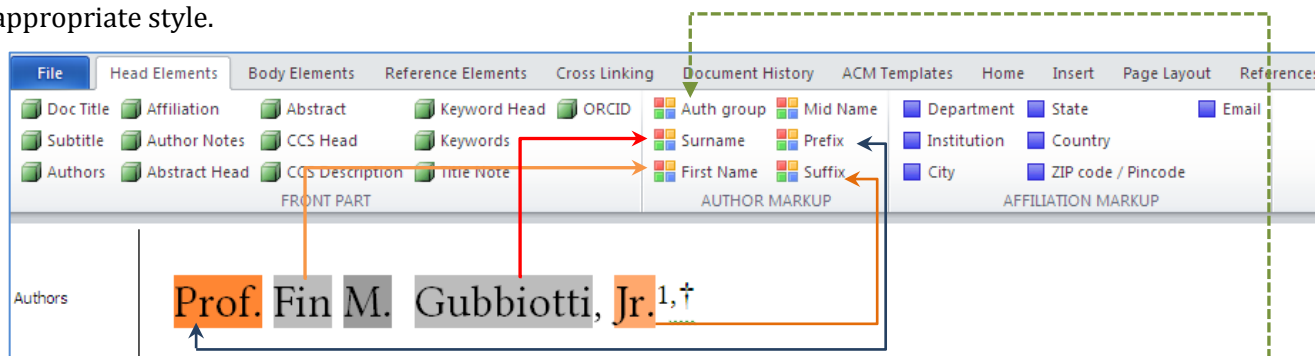 appropriate style.
File Head Elements Body Elements Reference Elements Cross Linking Document History ACM Templates Home Insert Page Layout References
Doc Title Affiliation Abstract Keyword Head ORCID Auth group Mid Name Department State Email
Subtitle Author Notes CCS Head Keywords Surname Prefix Institution Country
Authors Abstract Head CCS Description Title Note First Name Suffix City ZIP code / Pincode
FRONT PART AUTHOR MARKUP AFFILIATION MARKUP
Authors Prof. Fin M. Gubbiotti, Jr.1,†